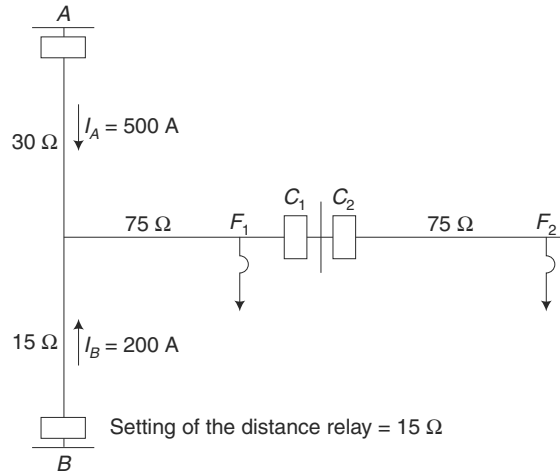 A
I_A = 500 A
30 Ω
C_1 C_2
75 Ω F_1 75 Ω F_2
15 Ω I_B = 200 A
Setting of the distance relay = 15 Ω
B